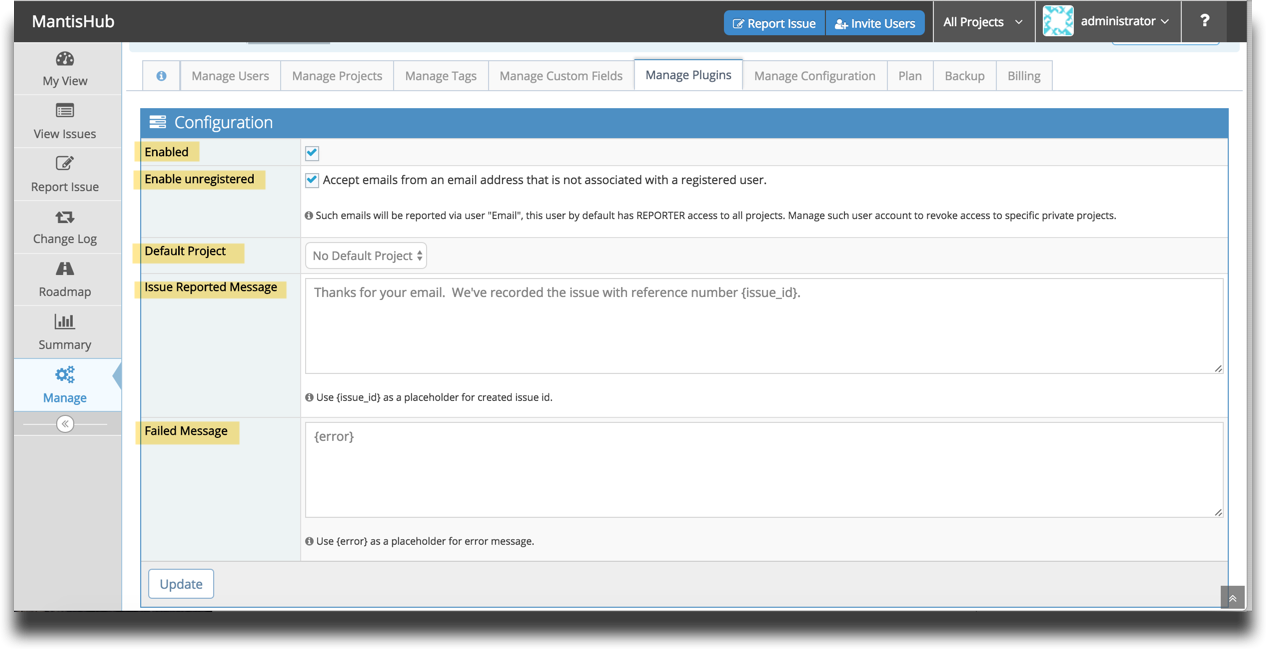 MantisHub
Report Issue
Invite Users
All Projects
administrator
?
My View
View Issues
Report Issue
Change Log
Roadmap
Summary
Manage
Manage Users
Manage Projects
Manage Tags
Manage Custom Fields
Manage Plugins
Manage Configuration
Plan
Backup
Billing
Configuration
Enabled
Enable unregistered
Accept emails from an email address that is not associated with a registered user.
Such emails will be reported via user "Email", this user by default has REPORTER access to all projects. Manage such user account to revoke access to specific private projects.
Default Project
No Default Project
Issue Reported Message
Thanks for your email.  We've recorded the issue with reference number {issue_id}.
Use {issue_id} as a placeholder for created issue id.
Failed Message
{error}
Use {error} as a placeholder for error message.
Update